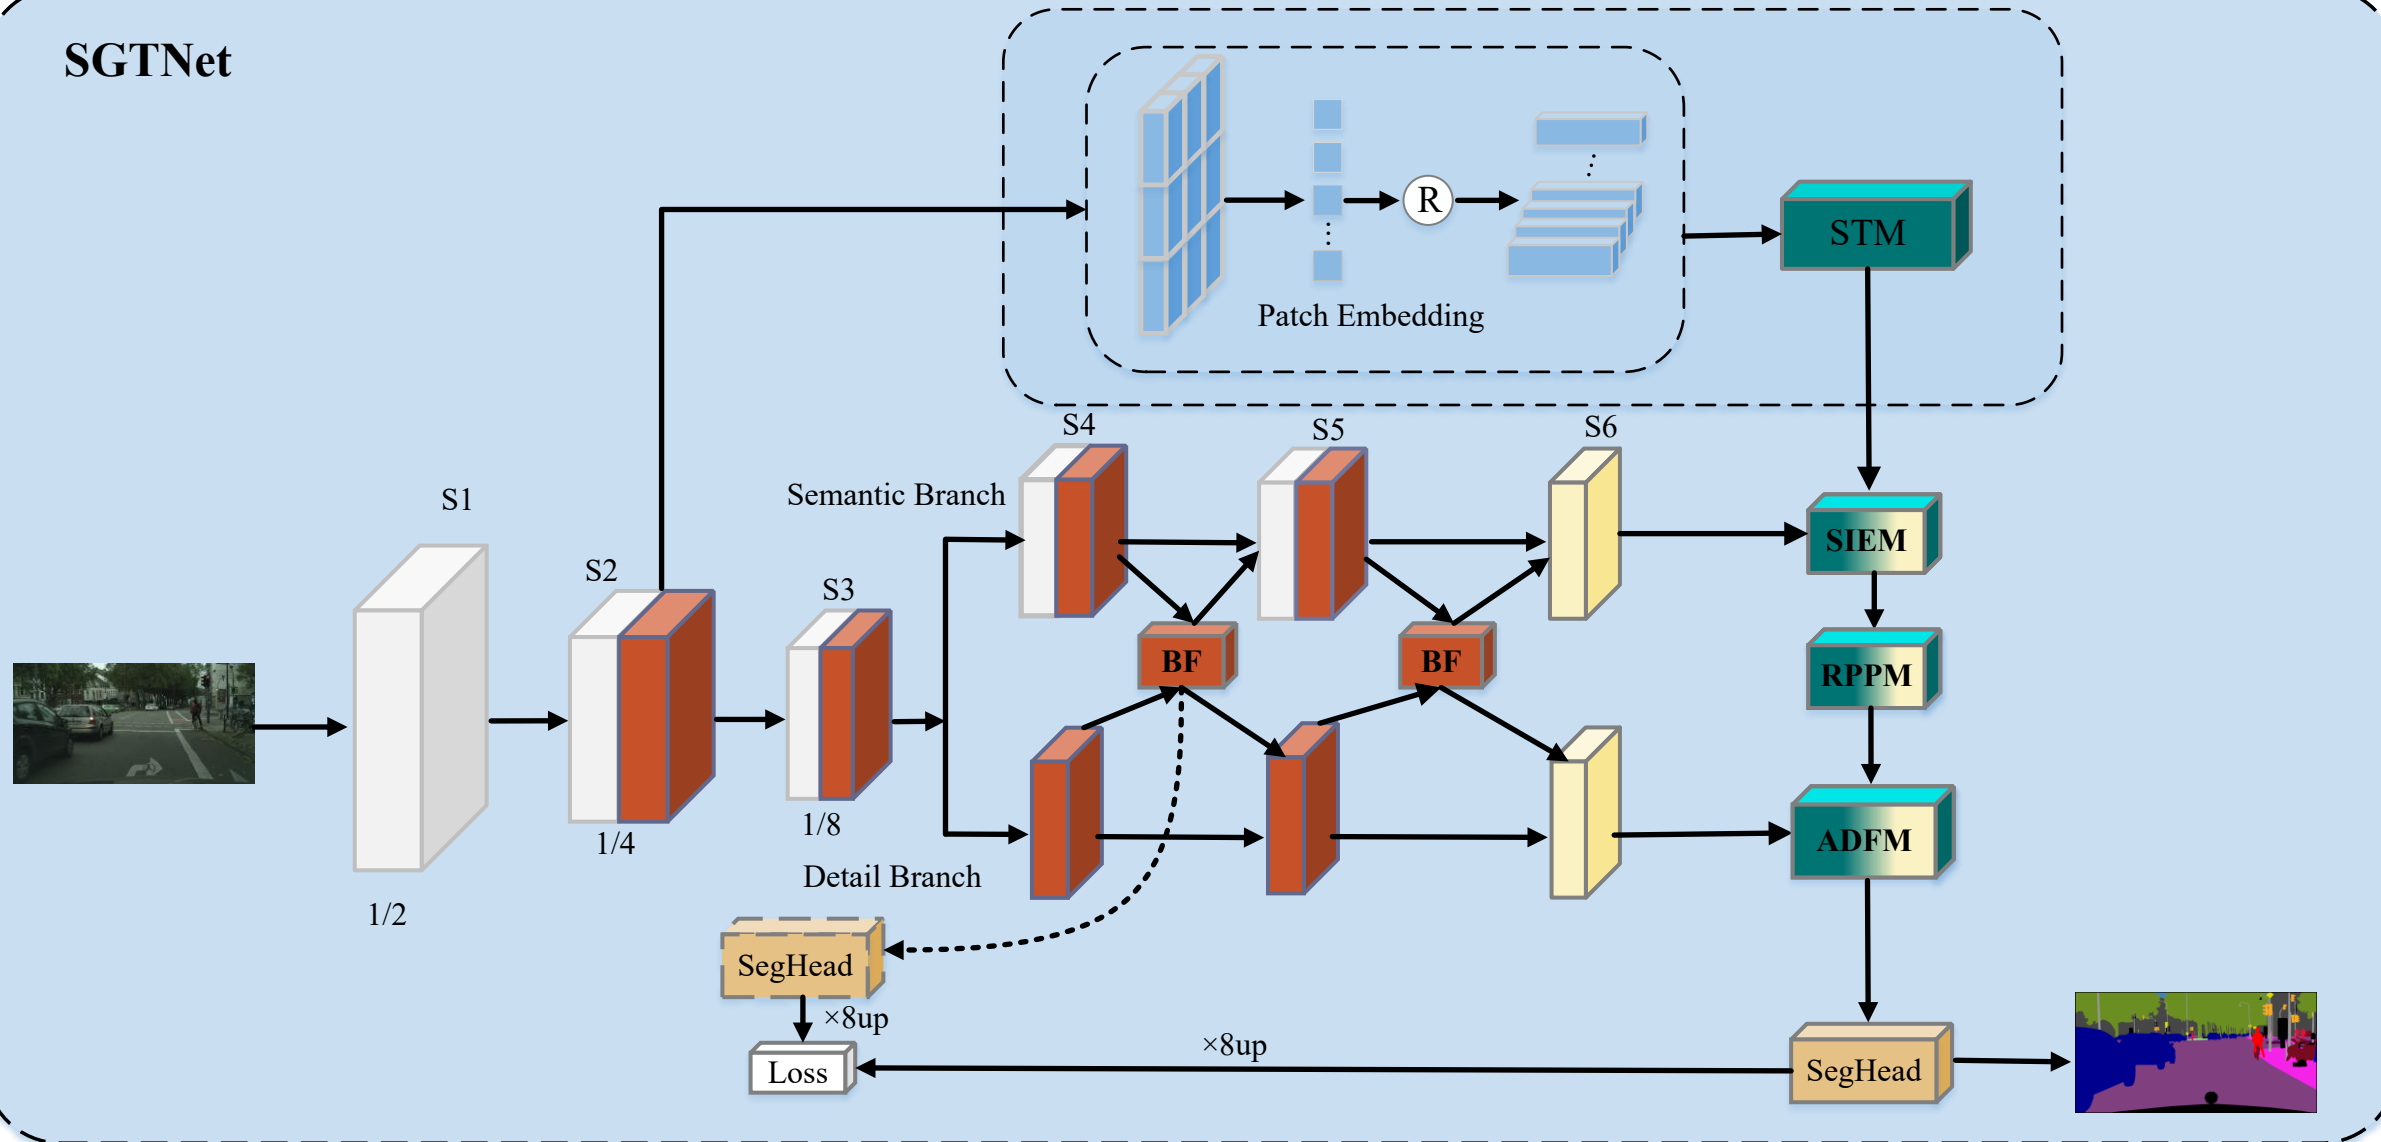 SGTNet
R
STM
Patch Embedding
S4
S5
S6
Semantic Branch
S1
S2
S3
SIEM
BF
BF
RPPM
1/4
1/8
ADFM
Detail Branch
1/2
SegHead
×8up
×8up
Loss
SegHead